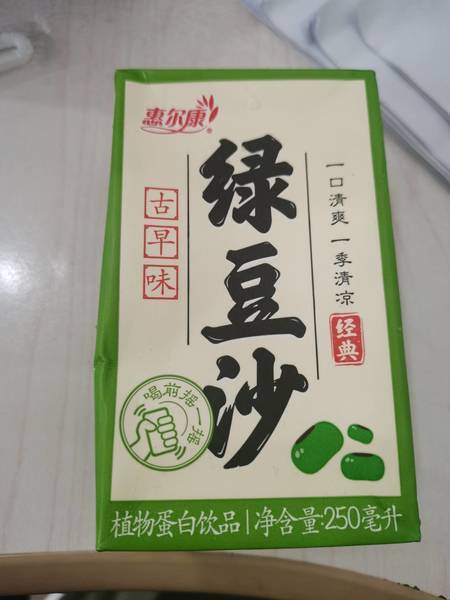 惠尔康®
绿豆沙
古早味
一口清爽 一季清凉
经典
喝前摇一摇
植物蛋白饮品|净含量:250毫升